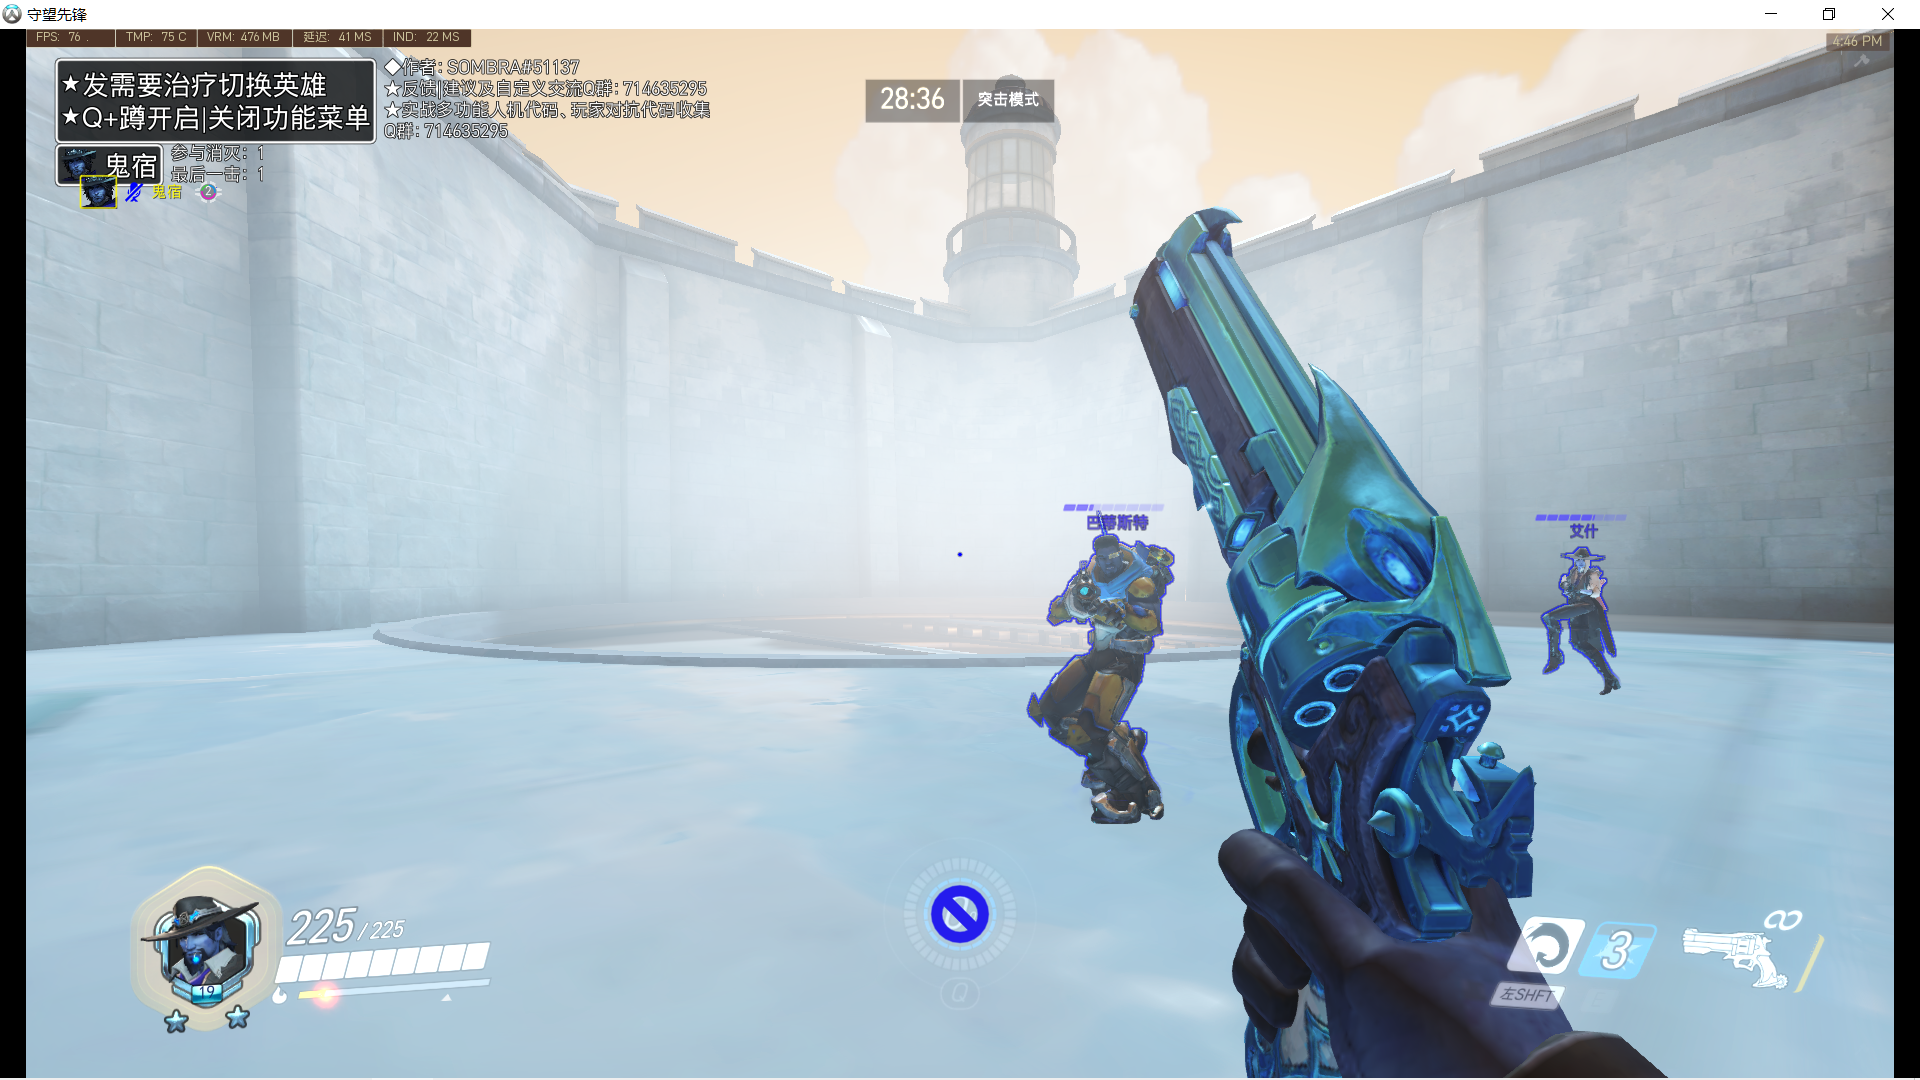 守望先锋
FPS: 76 .
TMP: 75 C
VRM: 476 MB
延迟: 41 MS
IND: 22 MS
4:46 PM
★发需要治疗切换英雄
★Q+蹲开启|关闭功能菜单
◆作者: SOMBRA#51137
★反馈|建议及自定义交流Q群: 714635295
★实战多功能人机代码、玩家对抗代码收集
Q群: 714635295
28:36
突击模式
鬼宿
参与消灭: 1
最后一击: 1
鬼宿
2
巴蒂斯特
艾什
225/225
19
Q
3
∞
左SHFT